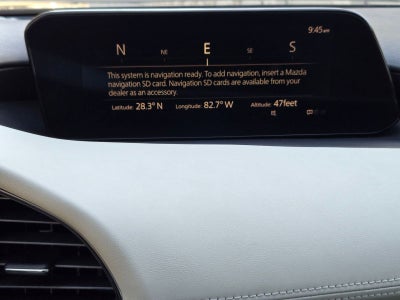 9:45am
N NE E SE S
This system is navigation ready. To add navigation, insert a Mazda
navigation SD card. Navigation SD cards are available from your
dealer as an accessory.
Latitude: 28.3° N Longitude: 82.7° W Altitude: 47feet